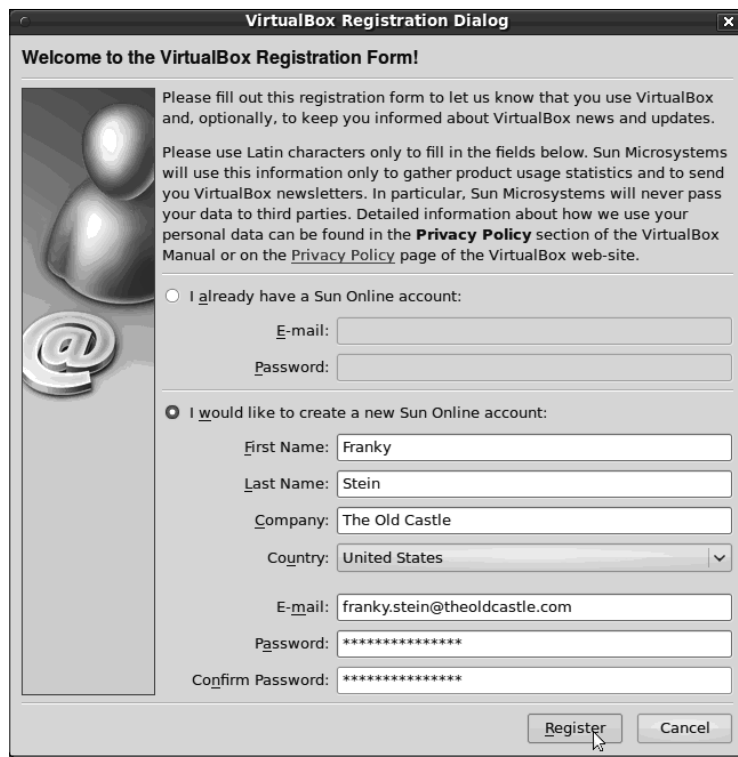 VirtualBox Registration Dialog
Welcome to the VirtualBox Registration Form!
Please fill out this registration form to let us know that you use VirtualBox
and, optionally, to keep you informed about VirtualBox news and updates.
Please use Latin characters only to fill in the fields below. Sun Microsystems
will use this information only to gather product usage statistics and to send
you VirtualBox newsletters. In particular, Sun Microsystems will never pass
your data to third parties. Detailed information about how we use your
personal data can be found in the Privacy Policy section of the VirtualBox
Manual or on the Privacy Policy page of the VirtualBox web-site.
I already have a Sun Online account:
E-mail:
Password:
I would like to create a new Sun Online account:
First Name: Franky
Last Name: Stein
Company: The Old Castle
Country: United States
E-mail: franky.stein@theoldcastle.com
Password: ***************
Confirm Password: ***************
Register Cancel